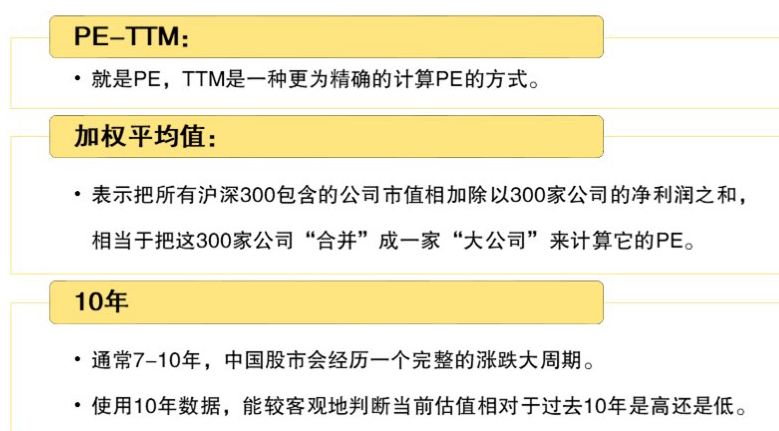 PE-TTM：
• 就是PE，TTM是一种更为精确的计算PE的方式。
加权平均值：
• 表示把所有沪深300包含的公司市值相加除以300家公司的净利润之和，
相当于把这300家公司“合并”成一家“大公司”来计算它的PE。
10年
• 通常7-10年，中国股市会经历一个完整的涨跌大周期。
• 使用10年数据，能较客观地判断当前估值相对于过去10年是高还是低。